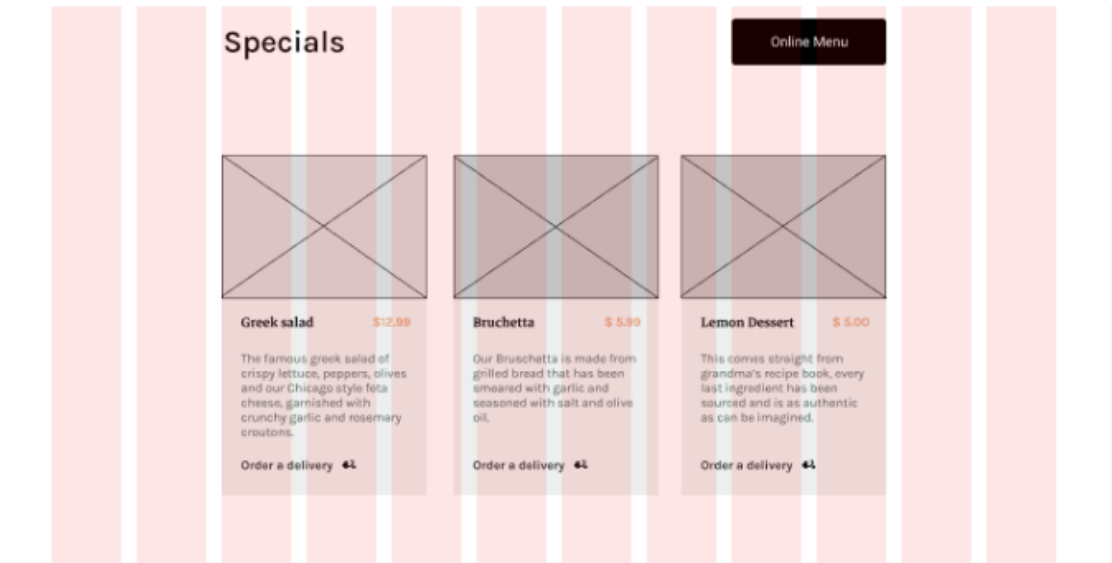 Specials
Online Menu
Greek salad
$12.99
The famous greek salad of
crispy lettuce, peppers, olives
and our Chicago style feta
cheese, garnished with
crunchy garlic and rosemary
croutons.
Order a delivery
Bruchetta
$ 5.99
Our Bruschetta is made from
grilled bread that has been
smeared with garlic and
seasoned with salt and olive
oil.
Order a delivery
Lemon Dessert
$ 5.00
This comes straight from
grandma's recipe book, every
last ingredient has been
sourced and is as authentic
as can be imagined.
Order a delivery